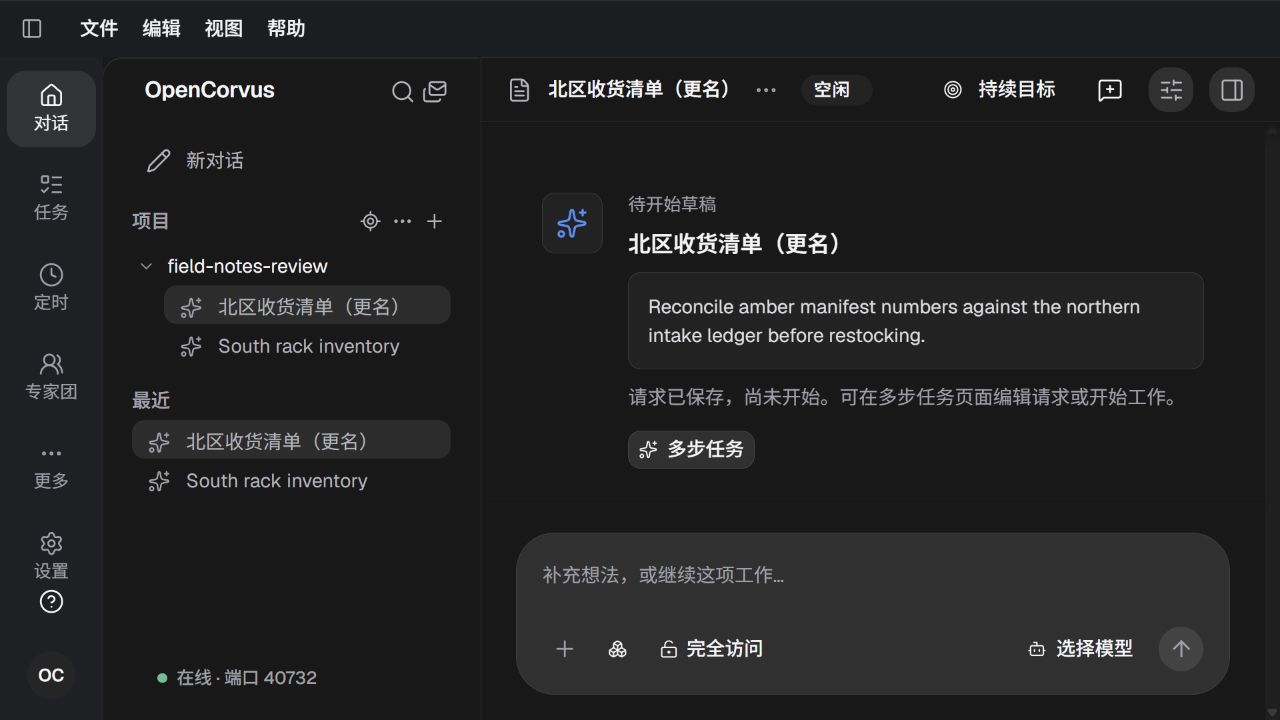 文件 编辑 视图 帮助
对话
任务
定时
专家团
更多
设置
OC
OpenCorvus
新对话
项目
field-notes-review
北区收货清单（更名）
South rack inventory
最近
北区收货清单（更名）
South rack inventory
在线 · 端口 40732
北区收货清单（更名） 空闲 持续目标
待开始草稿
北区收货清单（更名）
Reconcile amber manifest numbers against the northern
intake ledger before restocking.
请求已保存，尚未开始。可在多步任务页面编辑请求或开始工作。
多步任务
补充想法，或继续这项工作...
完全访问 选择模型